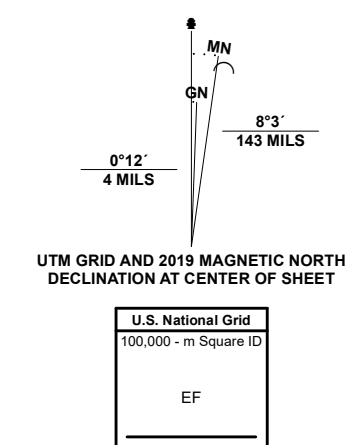 MN
GN
8°3´
143 MILS
0°12´
4 MILS
UTM GRID AND 2019 MAGNETIC NORTH
DECLINATION AT CENTER OF SHEET
U.S. National Grid
100,000 - m Square ID
EF